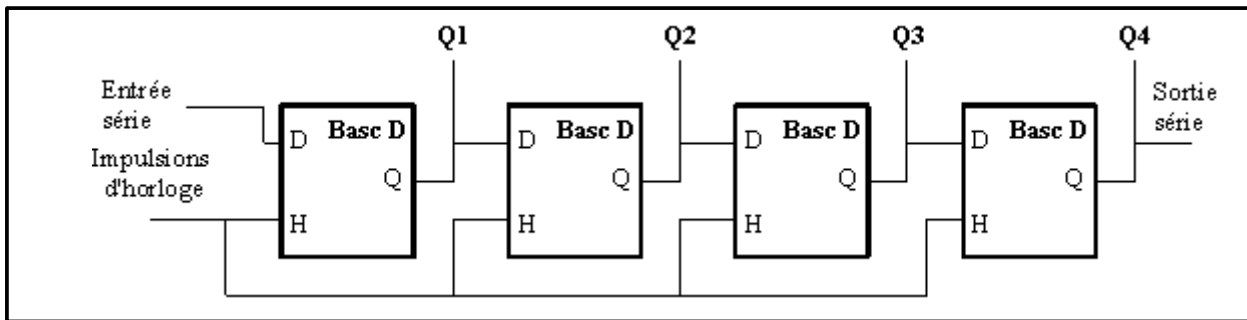 Q1
Q2
Q3
Q4
Entrée
série
Impulsions
d'horloge
Basc D
D
Q
H
Basc D
D
Q
H
Basc D
D
Q
H
Basc D
D
Q
H
Sortie
série